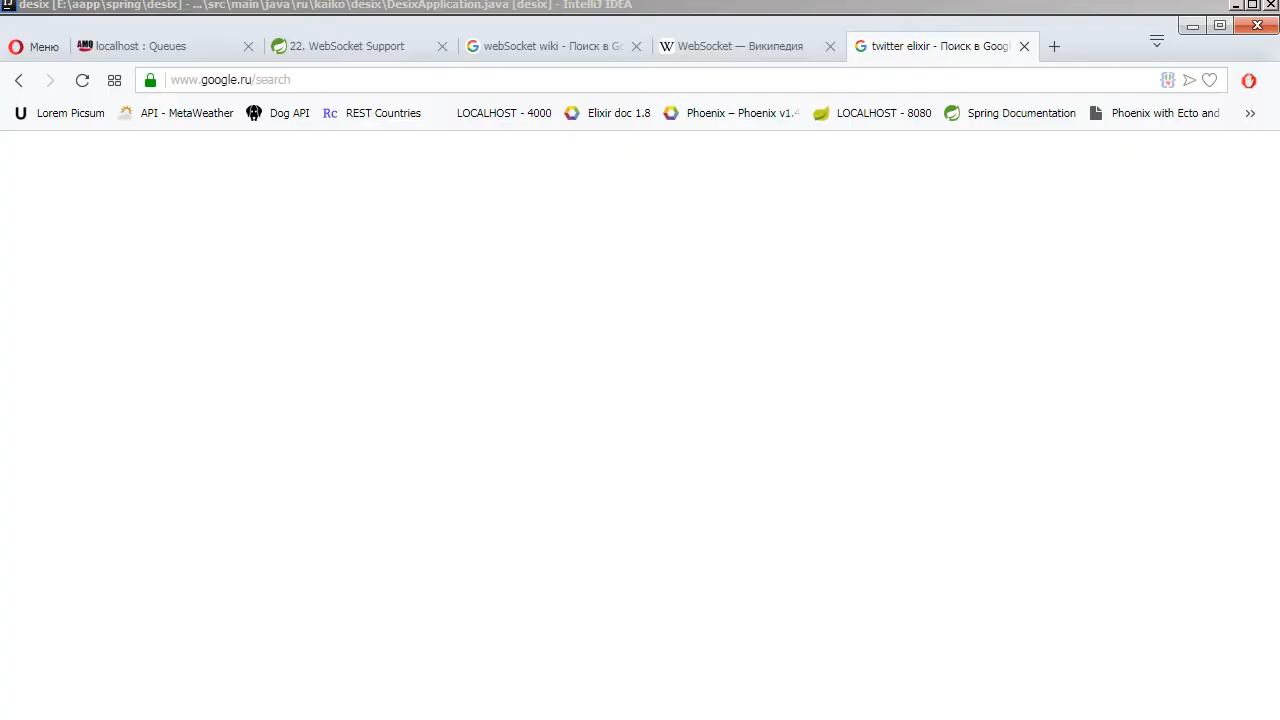 desix [E:\aapp\spring\desix] - ...\src\main\java\ru\kaiko\desix\DesixApplication.java [desix] - IntelliJ IDEA
Меню AMQ localhost : Queues 22. WebSocket Support webSocket wiki - Поиск в Go WebSocket — Википедия twitter elixir - Поиск в Googl
www.google.ru/search
Lorem Picsum API - MetaWeather Dog API Rc REST Countries LOCALHOST - 4000 Elixir doc 1.8 Phoenix – Phoenix v1.4 LOCALHOST - 8080 Spring Documentation Phoenix with Ecto and